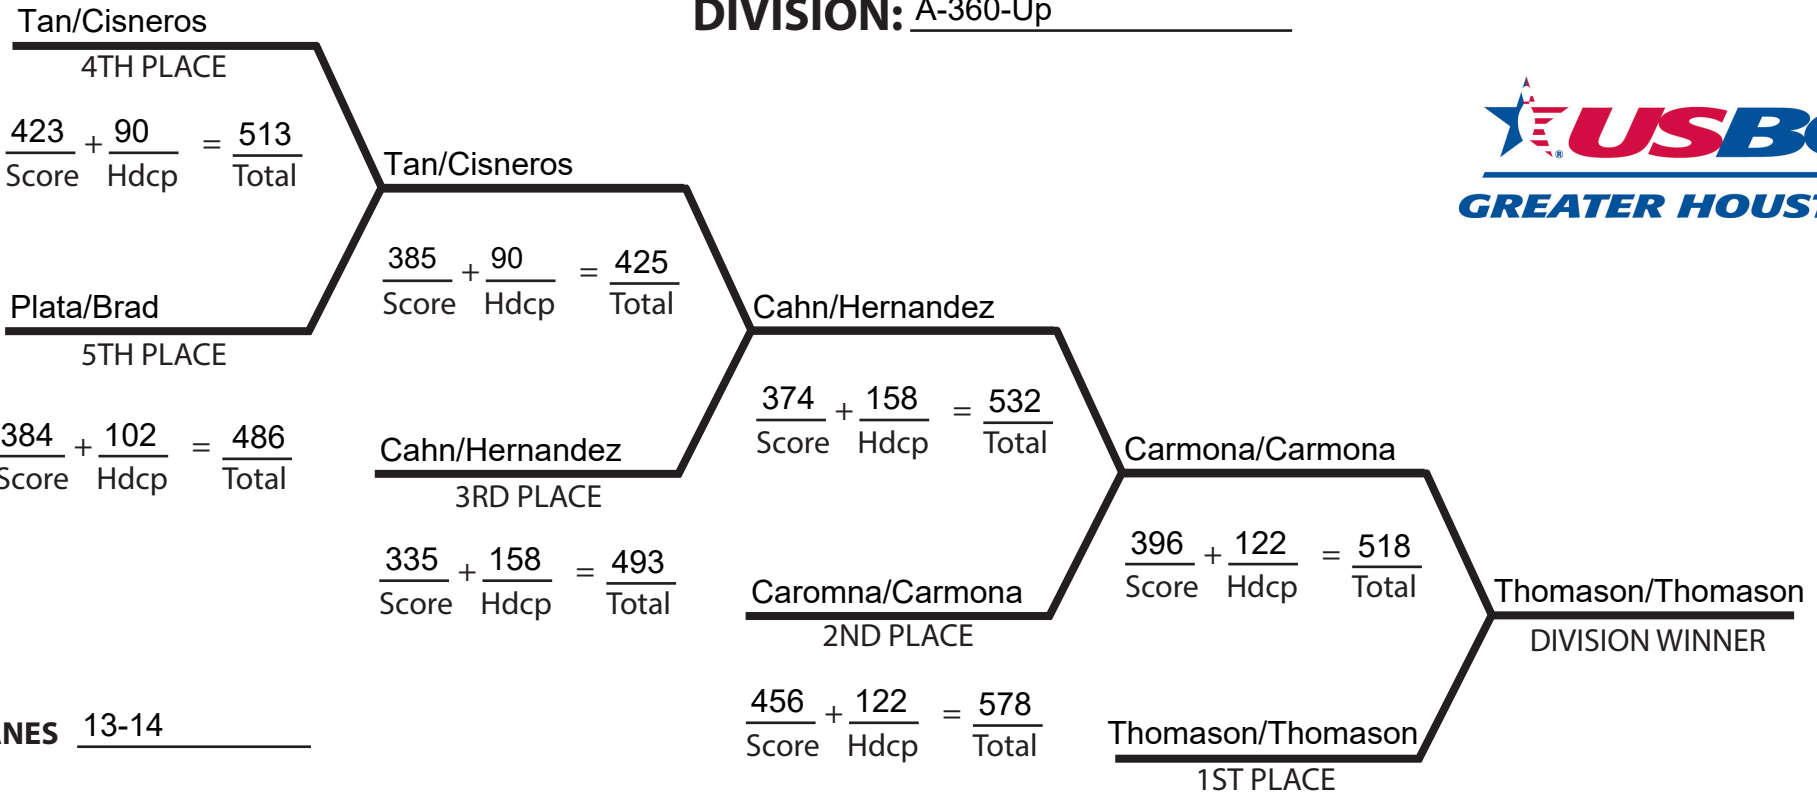 DIVISION: A-360-Up
Tan/Cisneros
4TH PLACE
423 + 90 = 513
Score Hdcp Total
Tan/Cisneros
385 + 90 = 425
Score Hdcp Total
Plata/Brad
5TH PLACE
384 + 102 = 486
Score Hdcp Total
Cahn/Hernandez
374 + 158 = 532
Score Hdcp Total
Cahn/Hernandez
3RD PLACE
335 + 158 = 493
Score Hdcp Total
Carmona/Carmona
396 + 122 = 518
Score Hdcp Total
Caromna/Carmona
2ND PLACE
456 + 122 = 578
Score Hdcp Total
Thomason/Thomason
DIVISION WINNER
Thomason/Thomason
1ST PLACE
ANES 13-14
USBC
GREATER HOUST